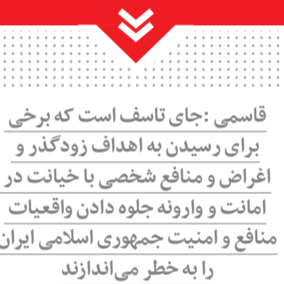 قاسمی :جای تاسف است که برخی
برای رسیدن به اهداف زودگذر و
اغراض و منافع شخصی با خیانت در
امانت و وارونه جلوه دادن واقعیات
منافع و امنیت جمهوری اسلامی ایران
را به خطر می‌اندازند